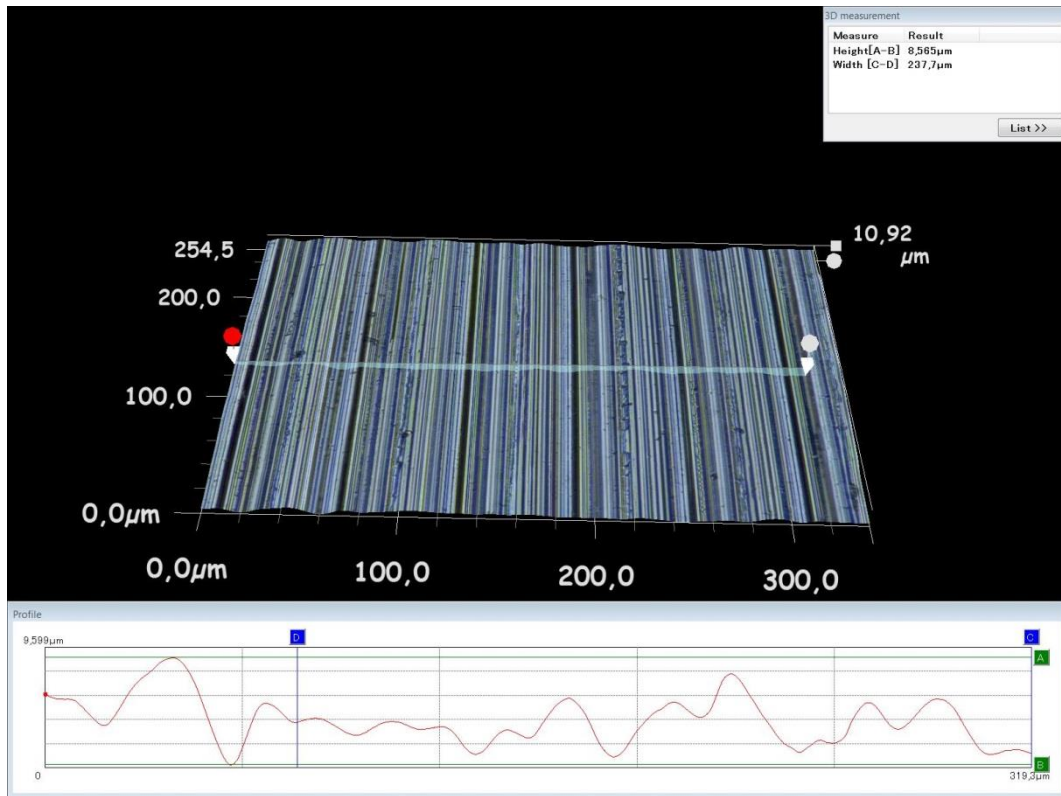 3D measurement
Measure Result
Height[A-B] 8,565µm
Width [C-D] 237,7µm
List >>
10,92
µm
254,5
200,0
100,0
0,0µm
0,0µm 100,0 200,0 300,0
Profile
9,599µm
D
C
A
B
0
319,3µm